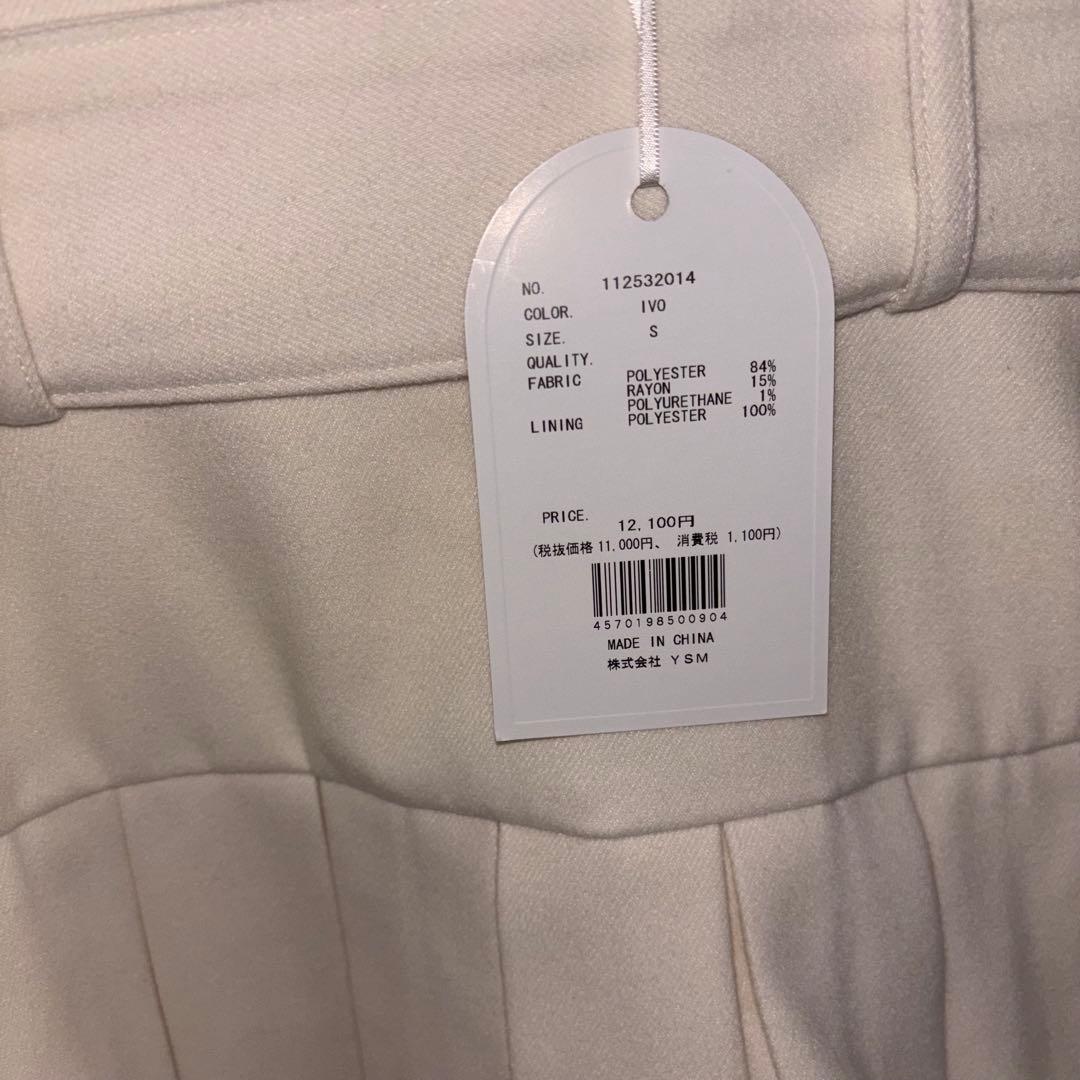 NO. 112532014
COLOR. IVO
SIZE. S
QUALITY.
FABRIC POLYESTER 84%
RAYON 15%
POLYURETHANE 1%
LINING POLYESTER 100%
PRICE. 12,100円
(税抜価格 11,000円、 消費税 1,100円)
4570198500904
MADE IN CHINA
株式会社 YSM